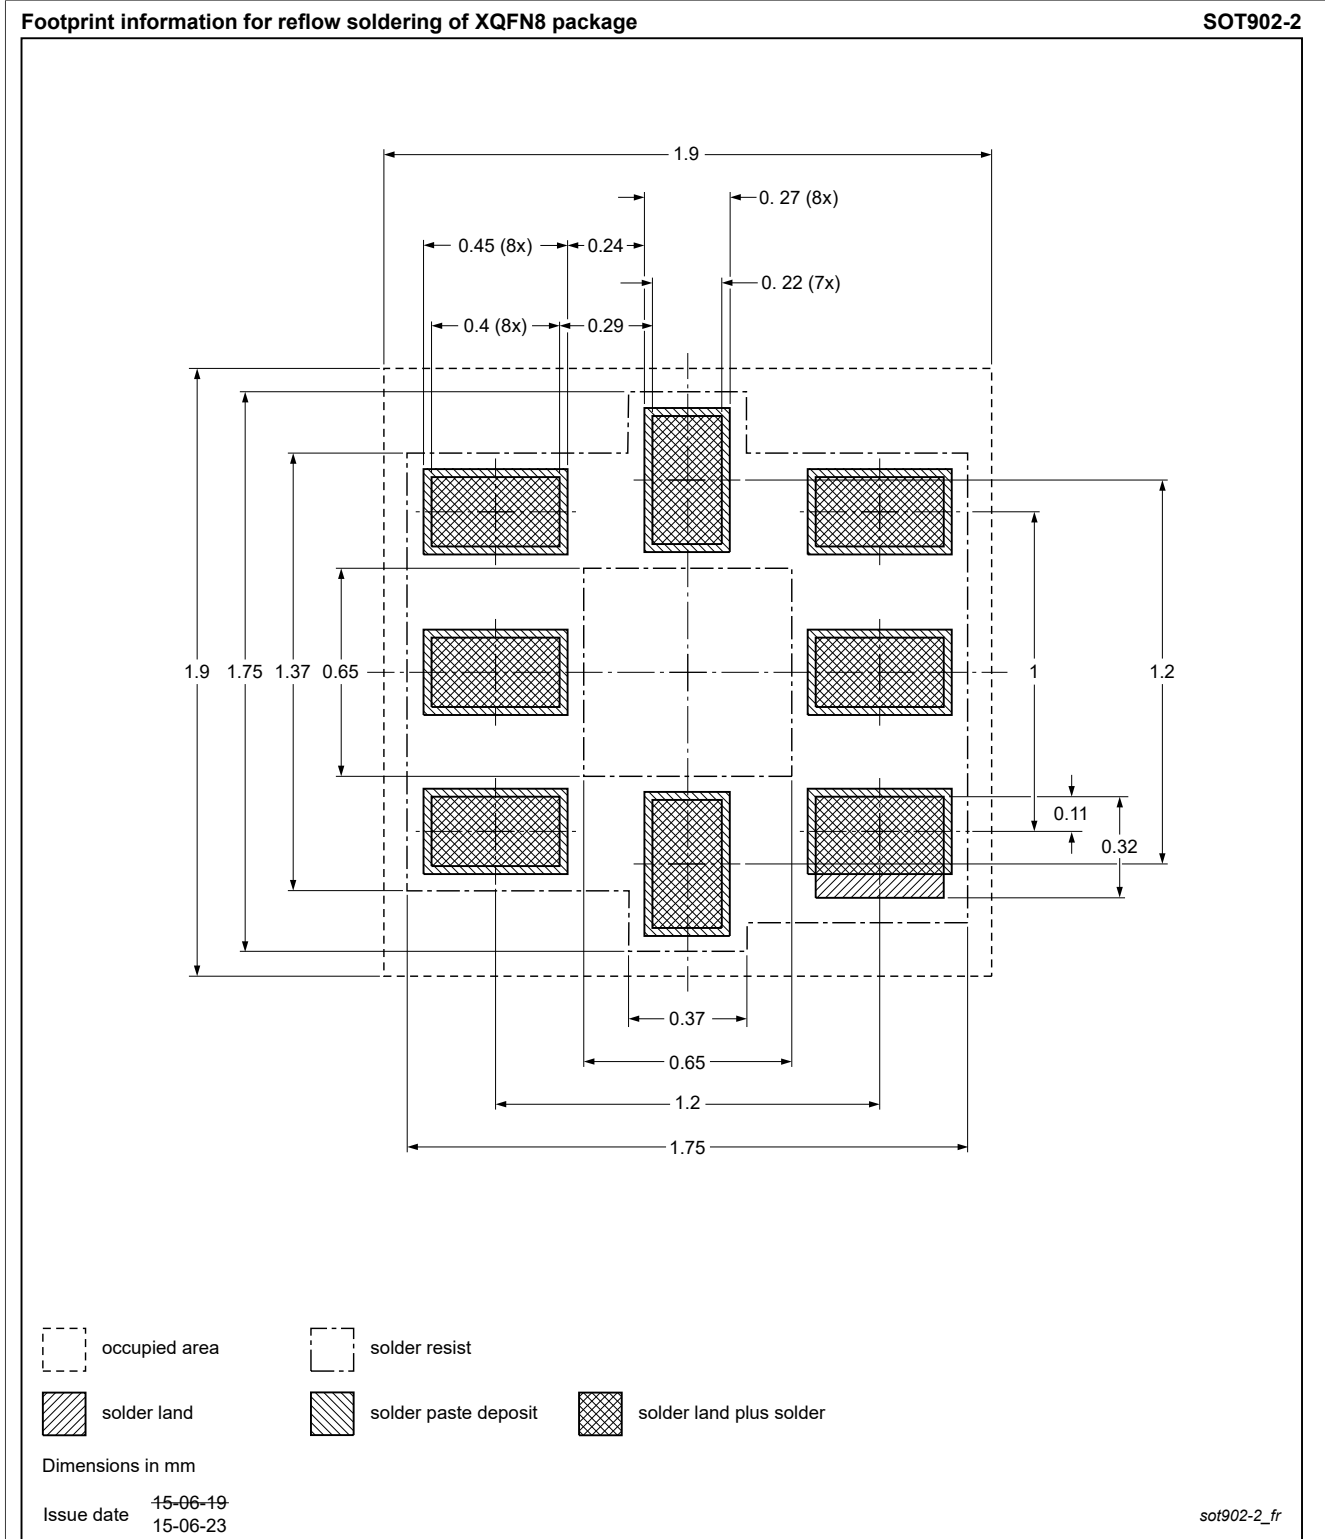 Footprint information for reflow soldering of XQFN8 package SOT902-2
1.9
0. 27 (8x)
0.45 (8x) 0.24
0. 22 (7x)
0.4 (8x) 0.29
1.9 1.75 1.37 0.65 1 1.2
0.11
0.32
0.37
0.65
1.2
1.75
occupied area solder resist
solder land solder paste deposit solder land plus solder
Dimensions in mm
Issue date 15-06-19
15-06-23
sot902-2_fr